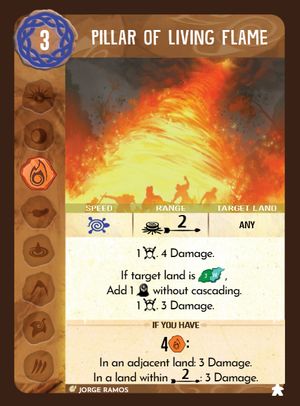 3 PILLAR OF LIVING FLAME
SPEED RANGE TARGET LAND
2 ANY
1 . 4 Damage.
If target land is ,
Add 1 without cascading.
1 . 3 Damage.
IF YOU HAVE
4 :
In an adjacent land: 3 Damage.
In a land within 2 : 3 Damage.
JORGE RAMOS